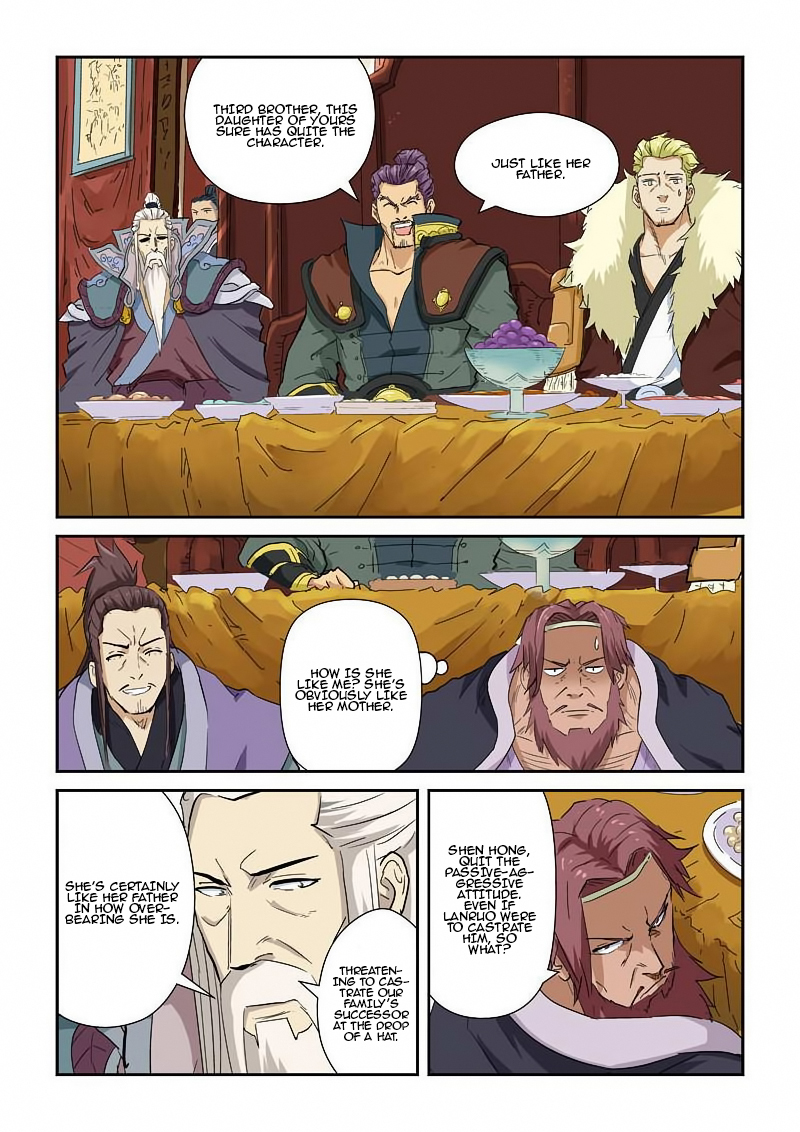 THIRD BROTHER, THIS
DAUGHTER OF YOURS
SURE HAS QUITE THE
CHARACTER.
JUST LIKE HER
FATHER.
HOW IS SHE
LIKE ME? SHE'S
OBVIOUSLY LIKE
HER MOTHER.
SHE'S CERTAINLY
LIKE HER FATHER
IN HOW OVER-
BEARING SHE IS.
THREATEN-
ING TO CAS-
TRATE OUR
FAMILY'S
SUCCESSOR
AT THE DROP
OF A HAT.
SHEN HONG,
QUIT THE
PASSIVE-AG-
GRESSIVE
ATTITUDE.
EVEN IF
LANRUO WERE
TO CASTRATE
HIM, SO
WHAT?